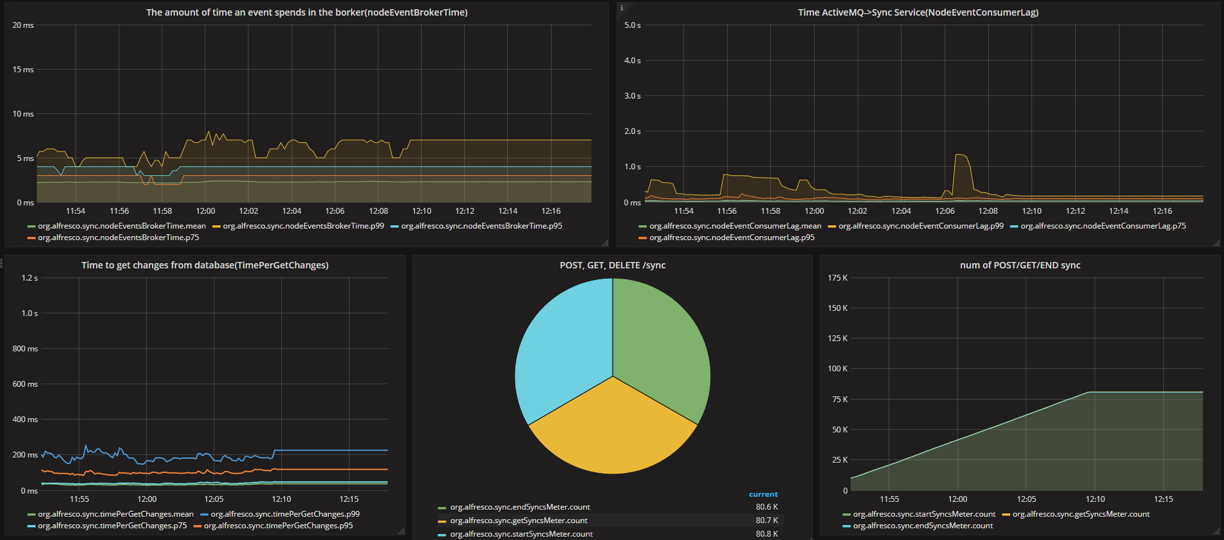 The amount of time an event spends in the borker(nodeEventBrokerTime)
20 ms
15 ms
10 ms
5 ms
0 ms
11:54 11:56 11:58 12:00 12:02 12:04 12:06 12:08 12:10 12:12 12:14 12:16
org.alfresco.sync.nodeEventsBrokerTime.mean org.alfresco.sync.nodeEventsBrokerTime.p99 org.alfresco.sync.nodeEventsBrokerTime.p95
org.alfresco.sync.nodeEventsBrokerTime.p75
i
Time ActiveMQ->Sync Service(NodeEventConsumerLag)
5.0 s
4.0 s
3.0 s
2.0 s
1.0 s
0 ms
11:54 11:56 11:58 12:00 12:02 12:04 12:06 12:08 12:10 12:12 12:14 12:16
org.alfresco.sync.nodeEventConsumerLag.mean org.alfresco.sync.nodeEventConsumerLag.p99 org.alfresco.sync.nodeEventConsumerLag.p75
org.alfresco.sync.nodeEventConsumerLag.p95
Time to get changes from database(TimePerGetChanges)
1.2 s
1.0 s
800 ms
600 ms
400 ms
200 ms
0 ms
11:55 12:00 12:05 12:10 12:15
org.alfresco.sync.timePerGetChanges.mean org.alfresco.sync.timePerGetChanges.p99
org.alfresco.sync.timePerGetChanges.p75 org.alfresco.sync.timePerGetChanges.p95
POST, GET, DELETE /sync
current
org.alfresco.sync.endSyncsMeter.count 80.6 K
org.alfresco.sync.getSyncsMeter.count 80.7 K
org.alfresco.sync.startSyncsMeter.count 80.8 K
num of POST/GET/END sync
175 K
150 K
125 K
100 K
75 K
50 K
25 K
0
11:55 12:00 12:05 12:10 12:15
org.alfresco.sync.startSyncsMeter.count org.alfresco.sync.getSyncsMeter.count
org.alfresco.sync.endSyncsMeter.count